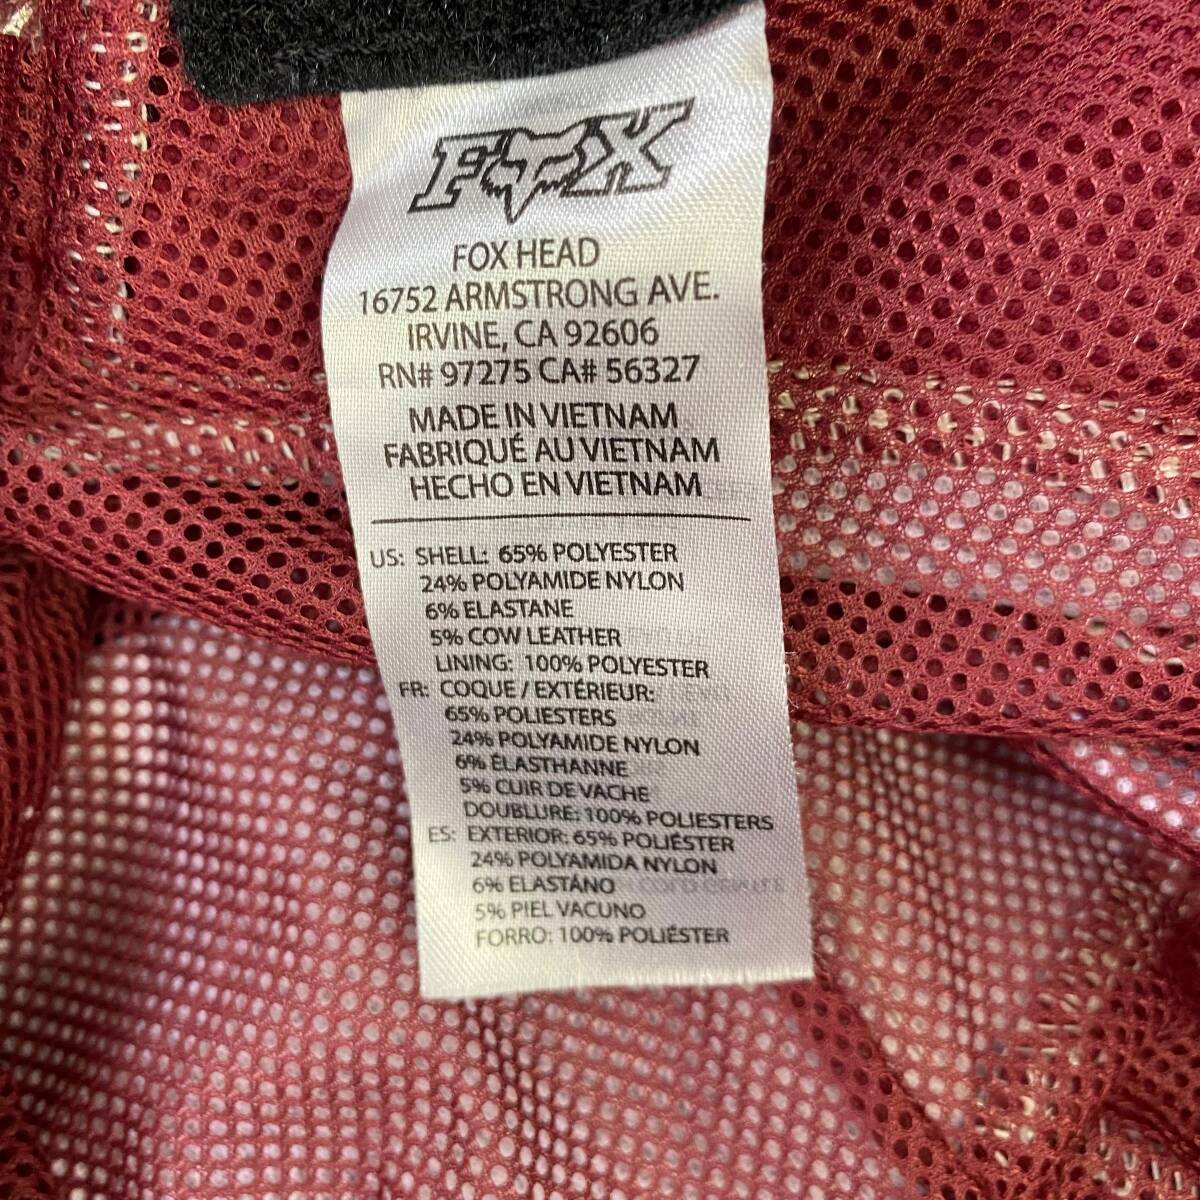 FOX
FOX HEAD
16752 ARMSTRONG AVE.
IRVINE, CA 92606
RN# 97275 CA# 56327
MADE IN VIETNAM
FABRIQUÉ AU VIETNAM
HECHO EN VIETNAM
US: SHELL: 65% POLYESTER
24% POLYAMIDE NYLON
6% ELASTANE
5% COW LEATHER
LINING: 100% POLYESTER
FR: COQUE / EXTÉRIEUR:
65% POLIESTERS
24% POLYAMIDE NYLON
6% ÉLASTHANNE
5% CUIR DE VACHE
DOUBLURE: 100% POLIESTERS
ES: EXTERIOR: 65% POLIÉSTER
24% POLYAMIDA NYLON
6% ELASTÁNO
5% PIEL VACUNO
FORRO: 100% POLIÉSTER